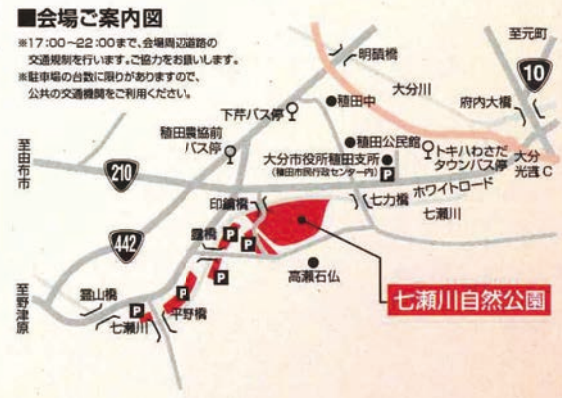 ■会場ご案内図
※17:00~22:00まで、会場周辺道路の
交通規制を行います。ご協力をお願いします。
※駐車場の台数に限りがありますので、
公共の交通機関をご利用ください。
至元町
10
明磧橋
大分川
府内大橋
下芹バス停
稙田中
稙田農協前
バス停
稙田公民館
トキハわさだ
タウンバス停
大分市役所稙田支所
(稙田市民行政センター内)
P
大分
光吉IC
至由布市
210
ホワイトロード
印鑰橋
七力橋
七瀬川
442
P
P
P
高瀬石仏
七瀬川自然公園
至野津原
霊山橋
P
P
七瀬川
平野橋